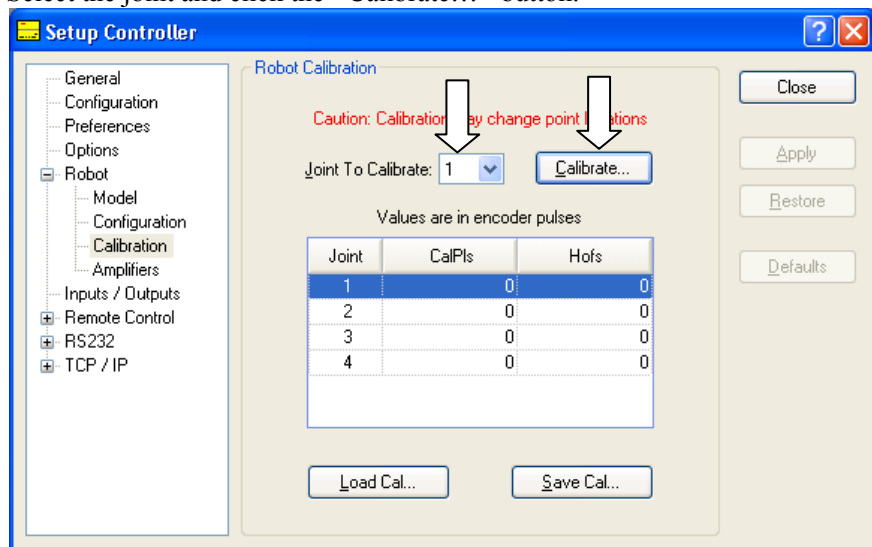 Select the joint and click the "Calibrate…" button.
Setup Controller
General
Configuration
Preferences
Options
Robot
Model
Configuration
Calibration
Amplifiers
Inputs / Outputs
Remote Control
RS232
TCP / IP
Robot Calibration
Caution: Calibration may change point locations
Joint To Calibrate: 1 Calibrate...
Values are in encoder pulses
Joint CalPls Hofs
1 0 0
2 0 0
3 0 0
4 0 0
Load Cal... Save Cal...
Close
Apply
Restore
Defaults